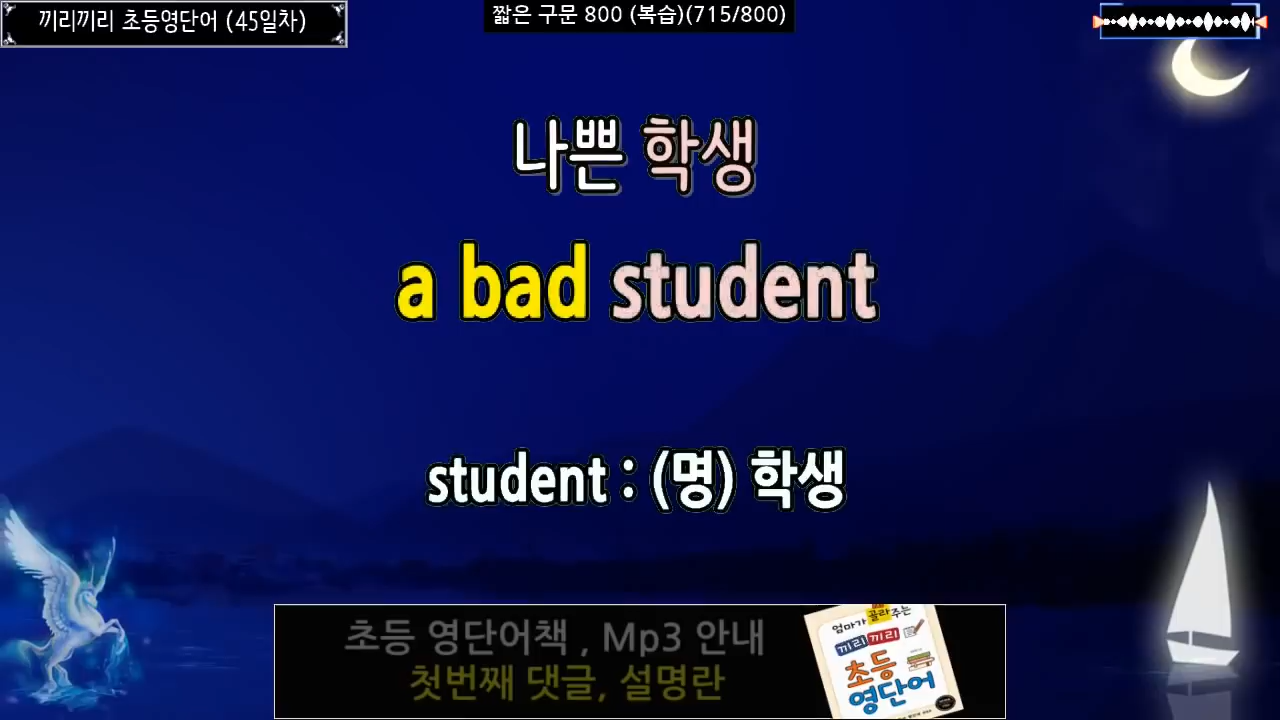 끼리끼리 초등영단어 (45일차)
짧은 구문 800 (복습)(715/800)
나쁜 학생
a bad student
student : (명) 학생
초등 영단어책 , Mp3 안내
첫번째 댓글, 설명란
엄마가 골라주는
끼리끼리
초등
영단어